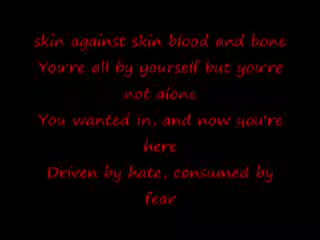 skin against skin blood and bone
You're all by yourself but you're
not alone
You wanted in, and now you're
here
Driven by hate, consumed by
fear